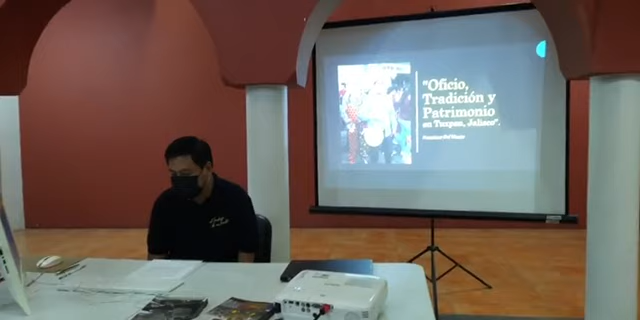 "Oficio,
Tradición y
Patrimonio
en Tuxpan, Jalisco".